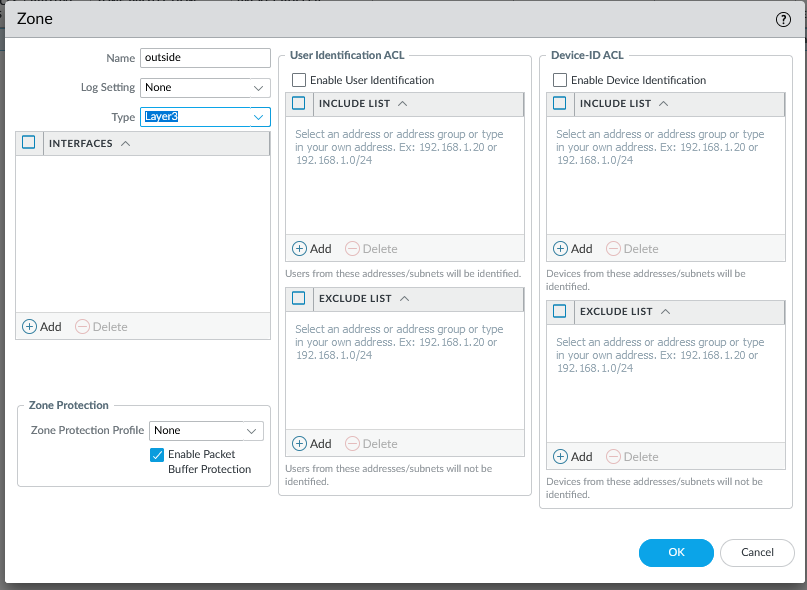 Zone
Name outside
Log Setting None
Type Layer3
INTERFACES
Add Delete
Zone Protection
Zone Protection Profile None
Enable Packet
Buffer Protection
User Identification ACL
Enable User Identification
INCLUDE LIST
Select an address or address group or type
in your own address. Ex: 192.168.1.20 or
192.168.1.0/24
Add Delete
Users from these addresses/subnets will be identified.
EXCLUDE LIST
Select an address or address group or type
in your own address. Ex: 192.168.1.20 or
192.168.1.0/24
Add Delete
Users from these addresses/subnets will not be
identified.
Device-ID ACL
Enable Device Identification
INCLUDE LIST
Select an address or address group or type
in your own address. Ex: 192.168.1.20 or
192.168.1.0/24
Add Delete
Devices from these addresses/subnets will be
identified.
EXCLUDE LIST
Select an address or address group or type
in your own address. Ex: 192.168.1.20 or
192.168.1.0/24
Add Delete
Devices from these addresses/subnets will not be
identified.
OK Cancel